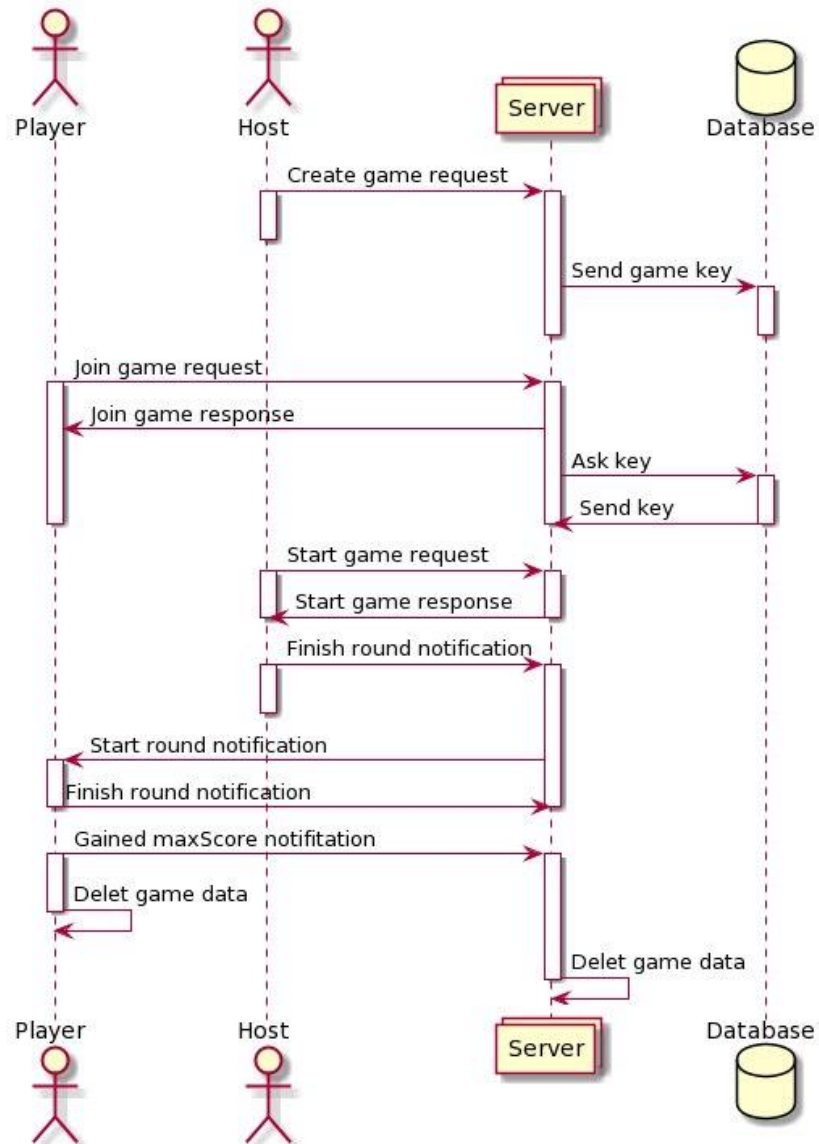 Player
Host
Server
Database
Create game request
Send game key
Join game request
Join game response
Ask key
Send key
Start game request
Start game response
Finish round notification
Start round notification
Finish round notification
Gained maxScore notifitation
Delet game data
Delet game data
Player
Host
Server
Database